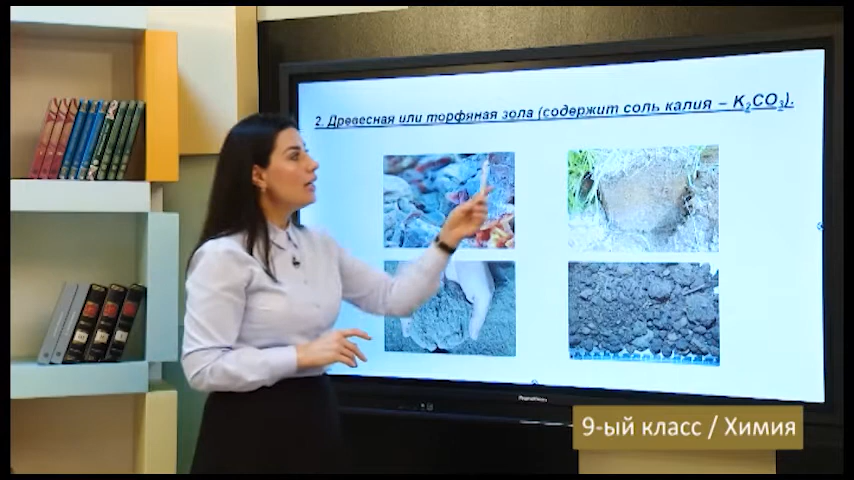 2. Древесная или торфяная зола (содержит соль калия – K₂CO₃).
9-ый класс / Химия